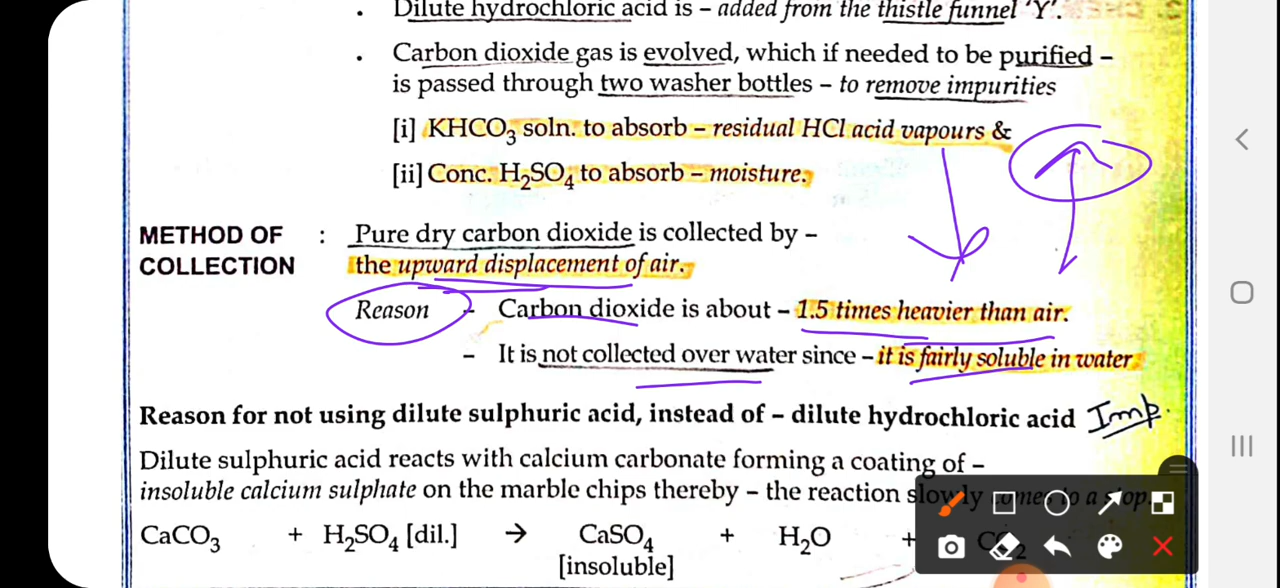 • Dilute hydrochloric acid is – added from the thistle funnel 'Y'.
• Carbon dioxide gas is evolved, which if needed to be purified –
is passed through two washer bottles – to remove impurities
[i] KHCO₃ soln. to absorb – residual HCl acid vapours &
[ii] Conc. H₂SO₄ to absorb – moisture.
METHOD OF COLLECTION : Pure dry carbon dioxide is collected by –
the upward displacement of air.
Reason – Carbon dioxide is about – 1.5 times heavier than air.
– It is not collected over water since – it is fairly soluble in water
Reason for not using dilute sulphuric acid, instead of – dilute hydrochloric acid Imp.
Dilute sulphuric acid reacts with calcium carbonate forming a coating of –
insoluble calcium sulphate on the marble chips thereby – the reaction slowly comes to a stop.
CaCO₃ + H₂SO₄ [dil.] → CaSO₄ + H₂O + CO₂
[insoluble]